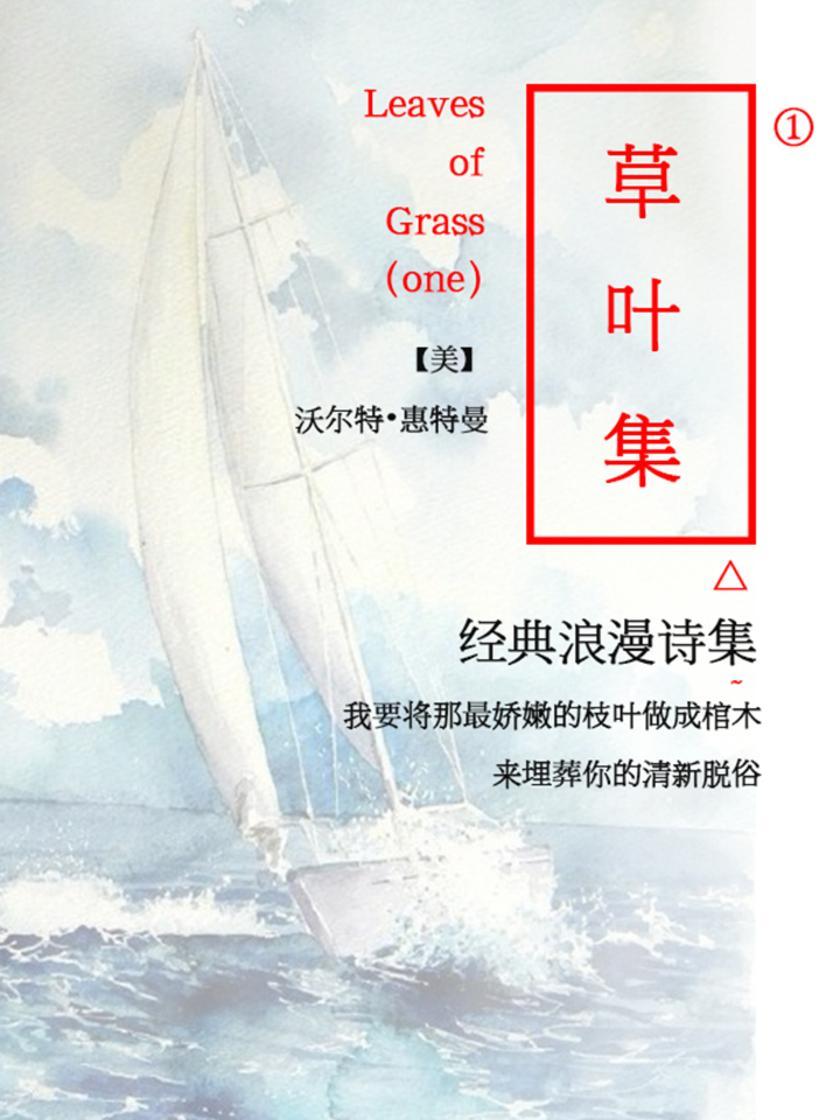 草叶集
①
Leaves
of
Grass
(one)
【美】
沃尔特•惠特曼
△
经典浪漫诗集
~
我要将那最娇嫩的枝叶做成棺木
来埋葬你的清新脱俗